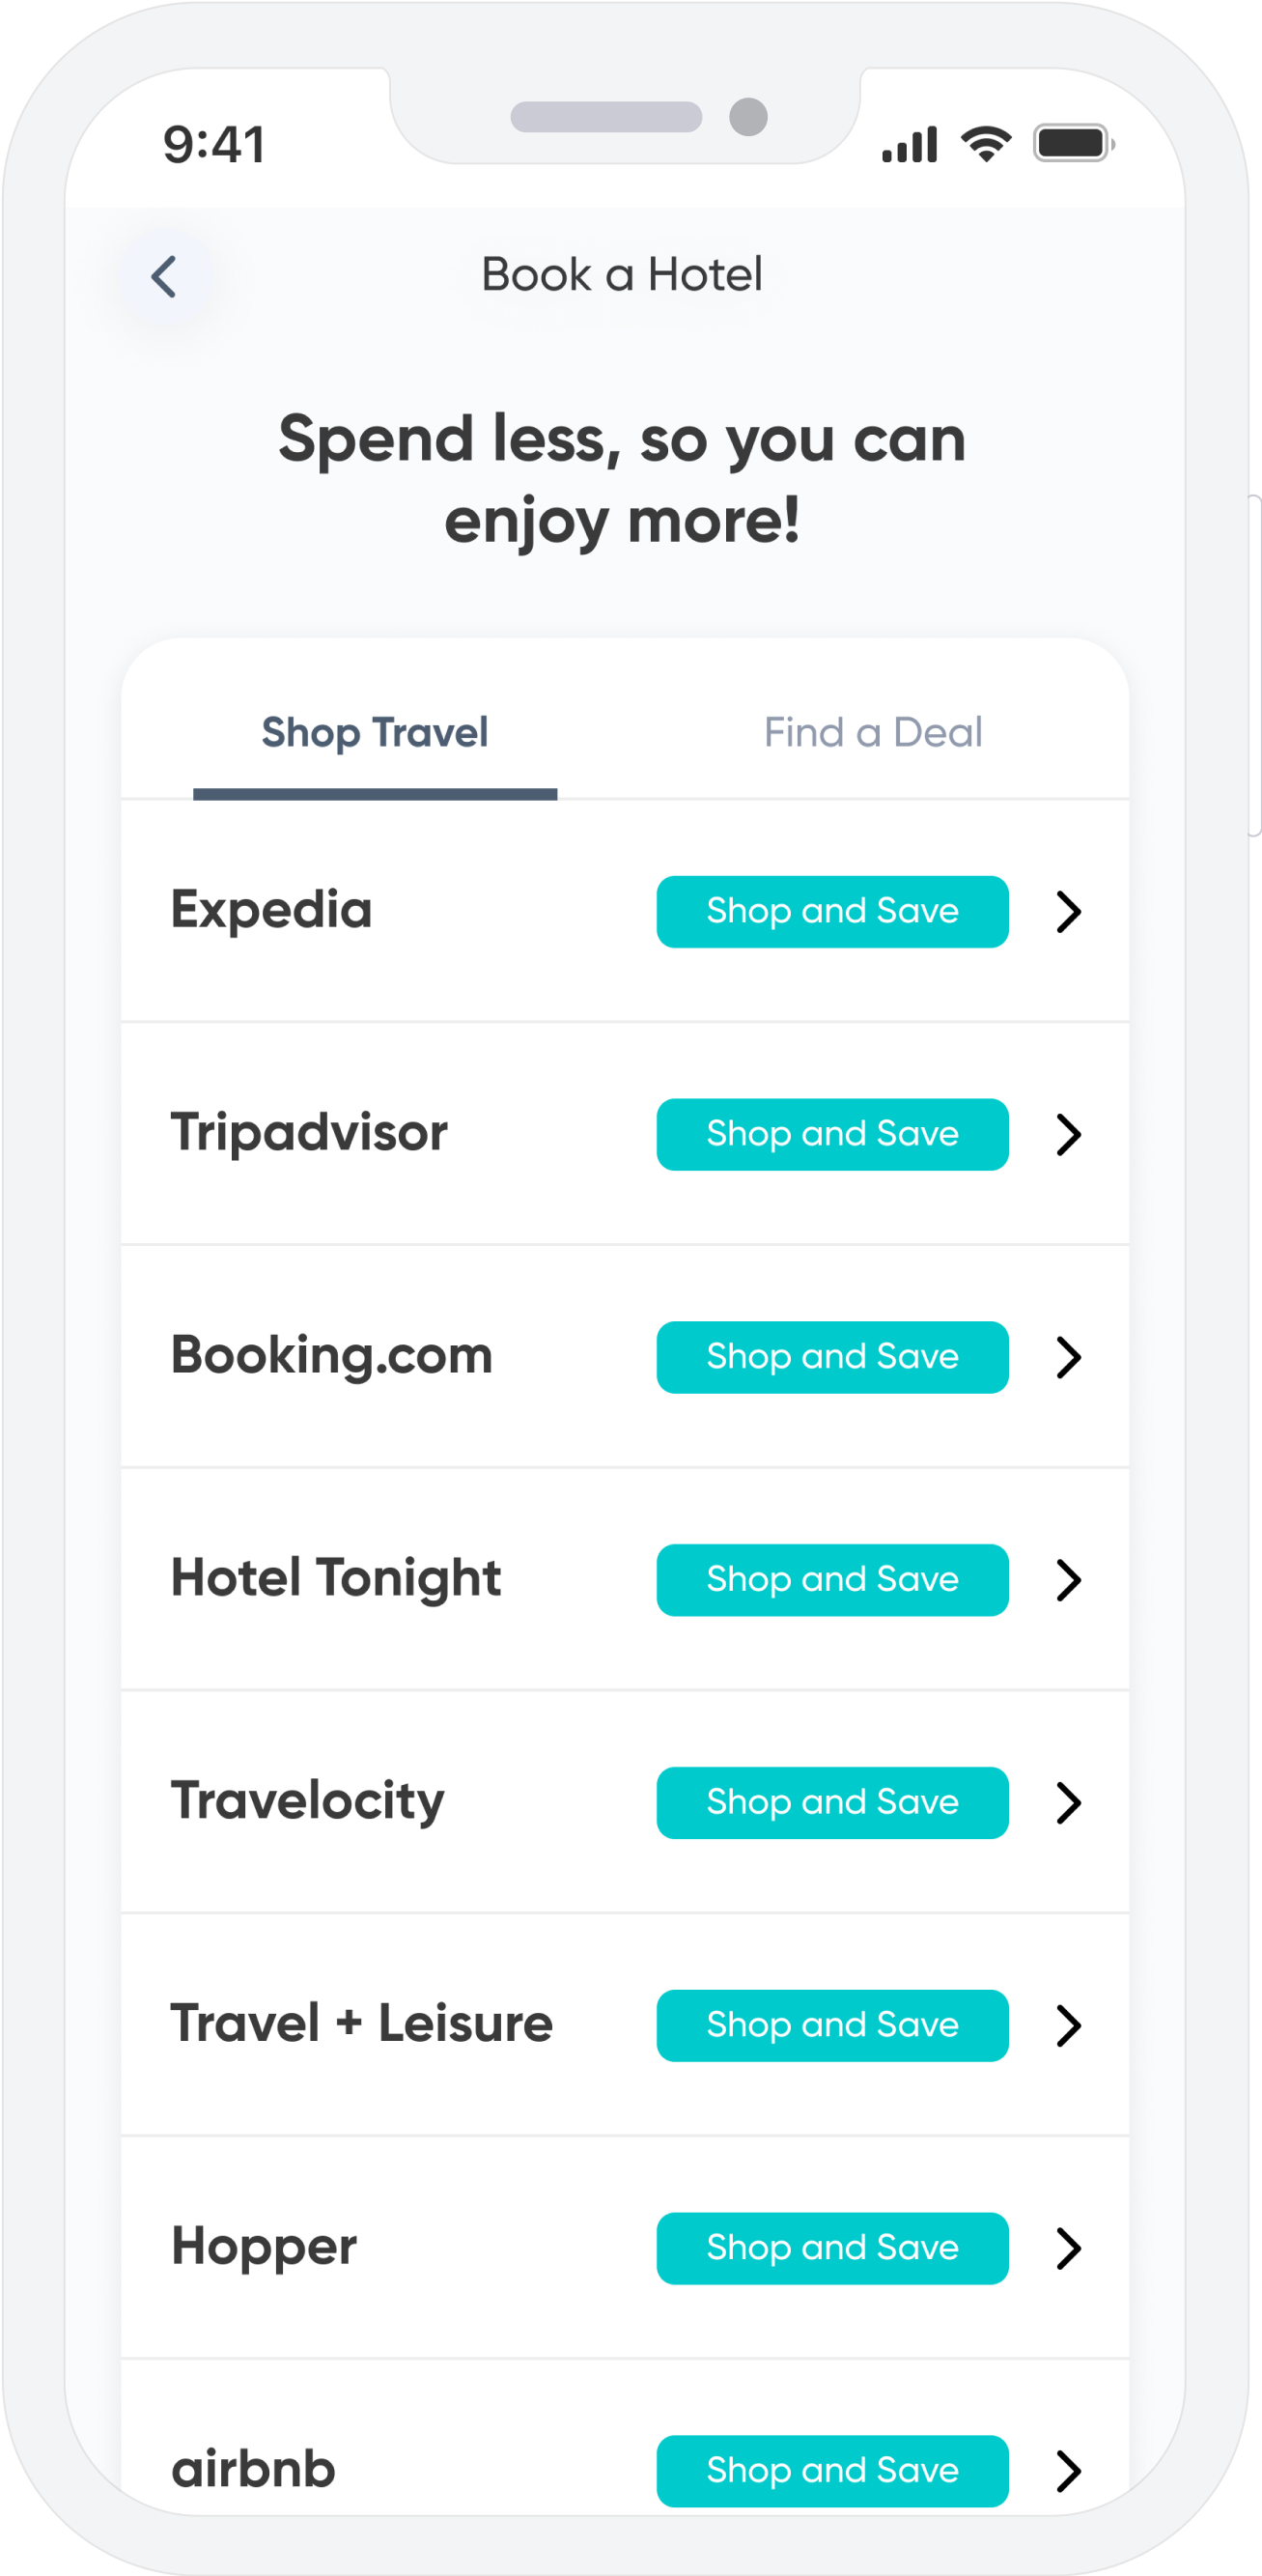 9:41
Book a Hotel
Spend less, so you can
enjoy more!
Shop Travel
Find a Deal
Expedia
Shop and Save
Tripadvisor
Shop and Save
Booking.com
Shop and Save
Hotel Tonight
Shop and Save
Travelocity
Shop and Save
Travel + Leisure
Shop and Save
Hopper
Shop and Save
airbnb
Shop and Save